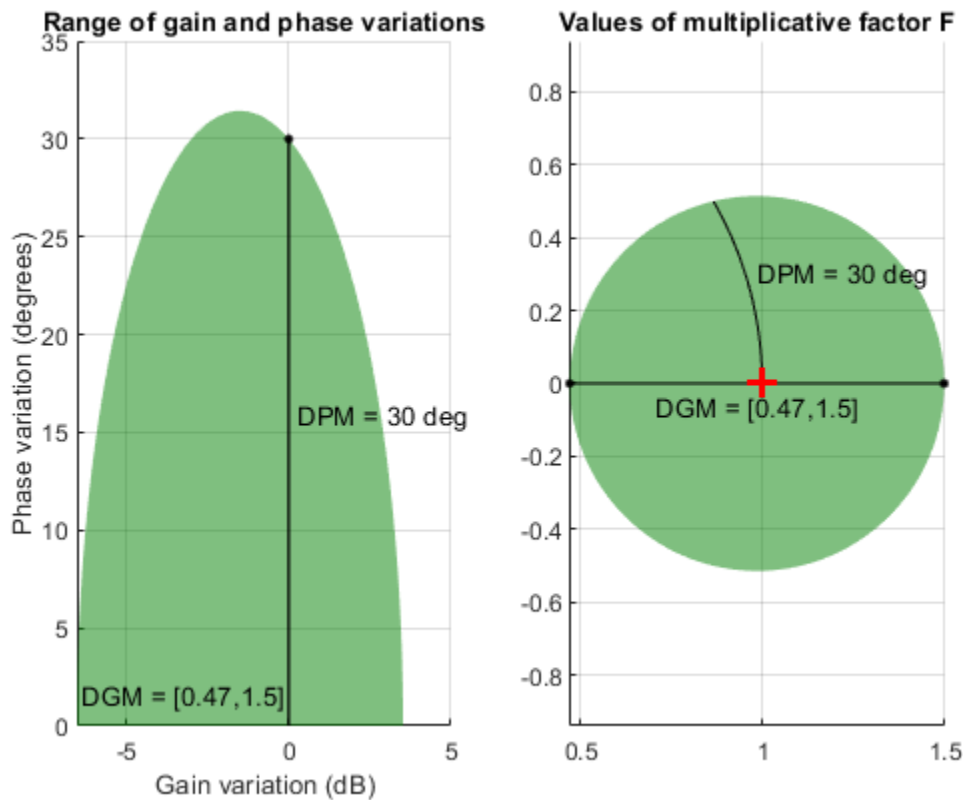 Range of gain and phase variations
35
30
25
20
15
10
5
0
Phase variation (degrees)
DPM = 30 deg
DGM = [0.47,1.5]
-5
0
5
Gain variation (dB)
Values of multiplicative factor F
0.8
0.6
0.4
0.2
0
-0.2
-0.4
-0.6
-0.8
DPM = 30 deg
DGM = [0.47,1.5]
0.5
1
1.5